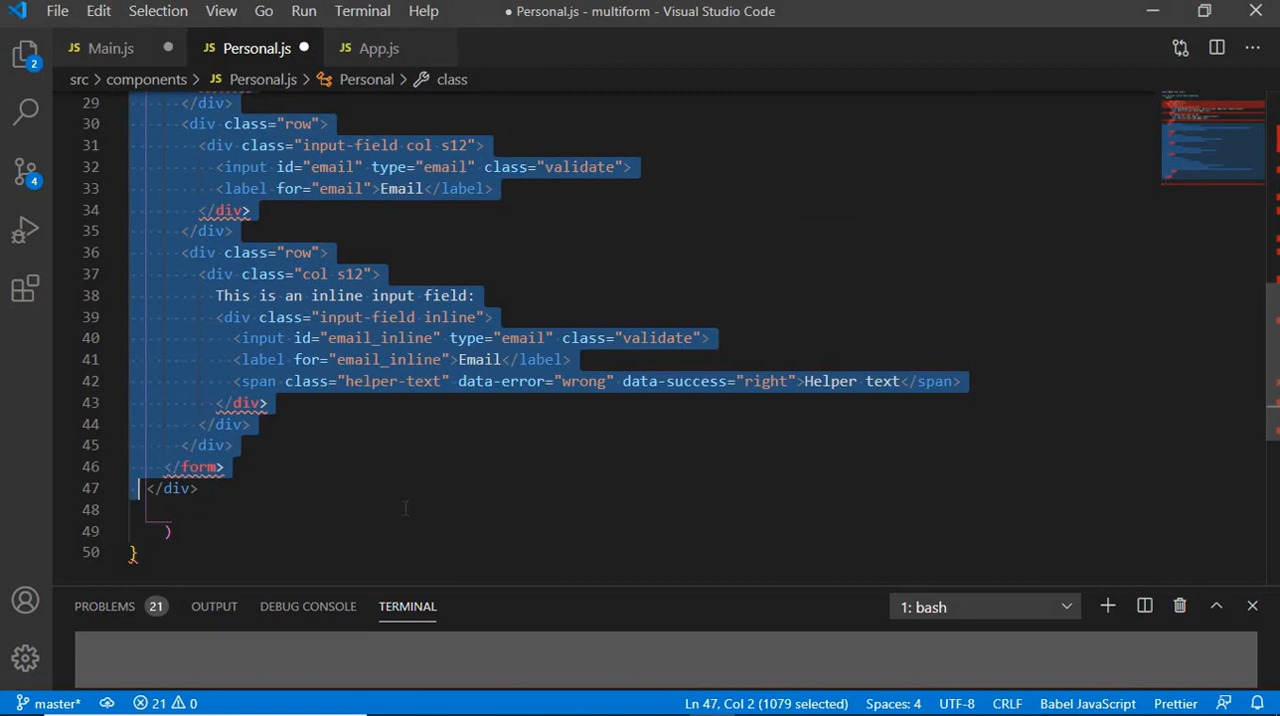 File Edit Selection View Go Run Terminal Help ● Personal.js - multiform - Visual Studio Code
JS Main.js JS Personal.js JS App.js
src > components > JS Personal.js > Personal > class
29 </div>
30 <div class="row">
31 <div class="input-field col s12">
32 <input id="email" type="email" class="validate">
33 <label for="email">Email</label>
34 </div>
35 </div>
36 <div class="row">
37 <div class="col s12">
38 This is an inline input field:
39 <div class="input-field inline">
40 <input id="email_inline" type="email" class="validate">
41 <label for="email_inline">Email</label>
42 <span class="helper-text" data-error="wrong" data-success="right">Helper text</span>
43 </div>
44 </div>
45 </div>
46 </form>
47 </div>
48
49 )
50 }
2
4
PROBLEMS 21 OUTPUT DEBUG CONSOLE TERMINAL 1: bash
master* 21 0 Ln 47, Col 2 (1079 selected) Spaces: 4 UTF-8 CRLF Babel JavaScript Prettier